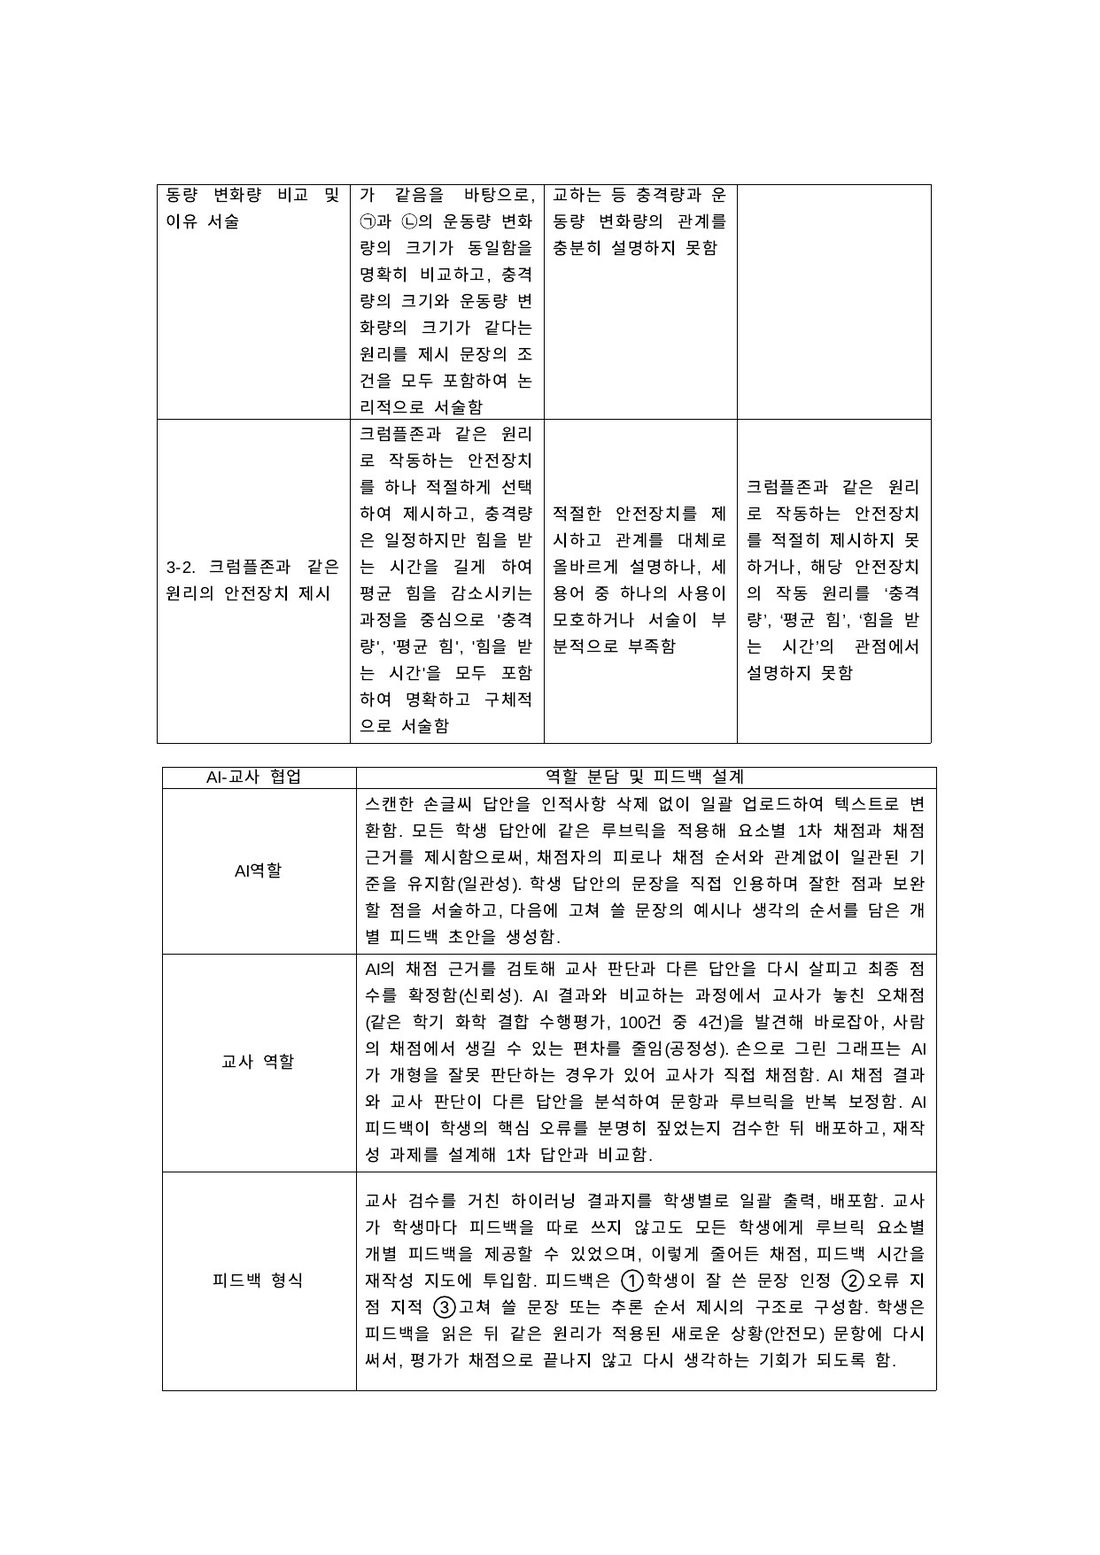 동량 변화량 비교 및
이유 서술
가 같음을 바탕으로,
㉠과 ㉡의 운동량 변화
량의 크기가 동일함을
명확히 비교하고, 충격
량의 크기와 운동량 변
화량의 크기가 같다는
원리를 제시 문장의 조
건을 모두 포함하여 논
리적으로 서술함
교하는 등 충격량과 운
동량 변화량의 관계를
충분히 설명하지 못함
3-2. 크럼플존과 같은
원리의 안전장치 제시
크럼플존과 같은 원리
로 작동하는 안전장치
를 하나 적절하게 선택
하여 제시하고, 충격량
은 일정하지만 힘을 받
는 시간을 길게 하여
평균 힘을 감소시키는
과정을 중심으로 '충격
량', '평균 힘', '힘을 받
는 시간'을 모두 포함
하여 명확하고 구체적
으로 서술함
적절한 안전장치를 제
시하고 관계를 대체로
올바르게 설명하나, 세
용어 중 하나의 사용이
모호하거나 서술이 부
분적으로 부족함
크럼플존과 같은 원리
로 작동하는 안전장치
를 적절히 제시하지 못
하거나, 해당 안전장치
의 작동 원리를 ‘충격
량’, ‘평균 힘’, ‘힘을 받
는 시간’의 관점에서
설명하지 못함
AI-교사 협업
역할 분담 및 피드백 설계
AI역할
스캔한 손글씨 답안을 인적사항 삭제 없이 일괄 업로드하여 텍스트로 변
환함. 모든 학생 답안에 같은 루브릭을 적용해 요소별 1차 채점과 채점
근거를 제시함으로써, 채점자의 피로나 채점 순서와 관계없이 일관된 기
준을 유지함(일관성). 학생 답안의 문장을 직접 인용하며 잘한 점과 보완
할 점을 서술하고, 다음에 고쳐 쓸 문장의 예시나 생각의 순서를 담은 개
별 피드백 초안을 생성함.
교사 역할
AI의 채점 근거를 검토해 교사 판단과 다른 답안을 다시 살피고 최종 점
수를 확정함(신뢰성). AI 결과와 비교하는 과정에서 교사가 놓친 오채점
(같은 학기 화학 결합 수행평가, 100건 중 4건)을 발견해 바로잡아, 사람
의 채점에서 생길 수 있는 편차를 줄임(공정성). 손으로 그린 그래프는 AI
가 개형을 잘못 판단하는 경우가 있어 교사가 직접 채점함. AI 채점 결과
와 교사 판단이 다른 답안을 분석하여 문항과 루브릭을 반복 보정함. AI
피드백이 학생의 핵심 오류를 분명히 짚었는지 검수한 뒤 배포하고, 재작
성 과제를 설계해 1차 답안과 비교함.
피드백 형식
교사 검수를 거친 하이러닝 결과지를 학생별로 일괄 출력, 배포함. 교사
가 학생마다 피드백을 따로 쓰지 않고도 모든 학생에게 루브릭 요소별
개별 피드백을 제공할 수 있었으며, 이렇게 줄어든 채점, 피드백 시간을
재작성 지도에 투입함. 피드백은 ①학생이 잘 쓴 문장 인정 ②오류 지
점 지적 ③고쳐 쓸 문장 또는 추론 순서 제시의 구조로 구성함. 학생은
피드백을 읽은 뒤 같은 원리가 적용된 새로운 상황(안전모) 문항에 다시
써서, 평가가 채점으로 끝나지 않고 다시 생각하는 기회가 되도록 함.